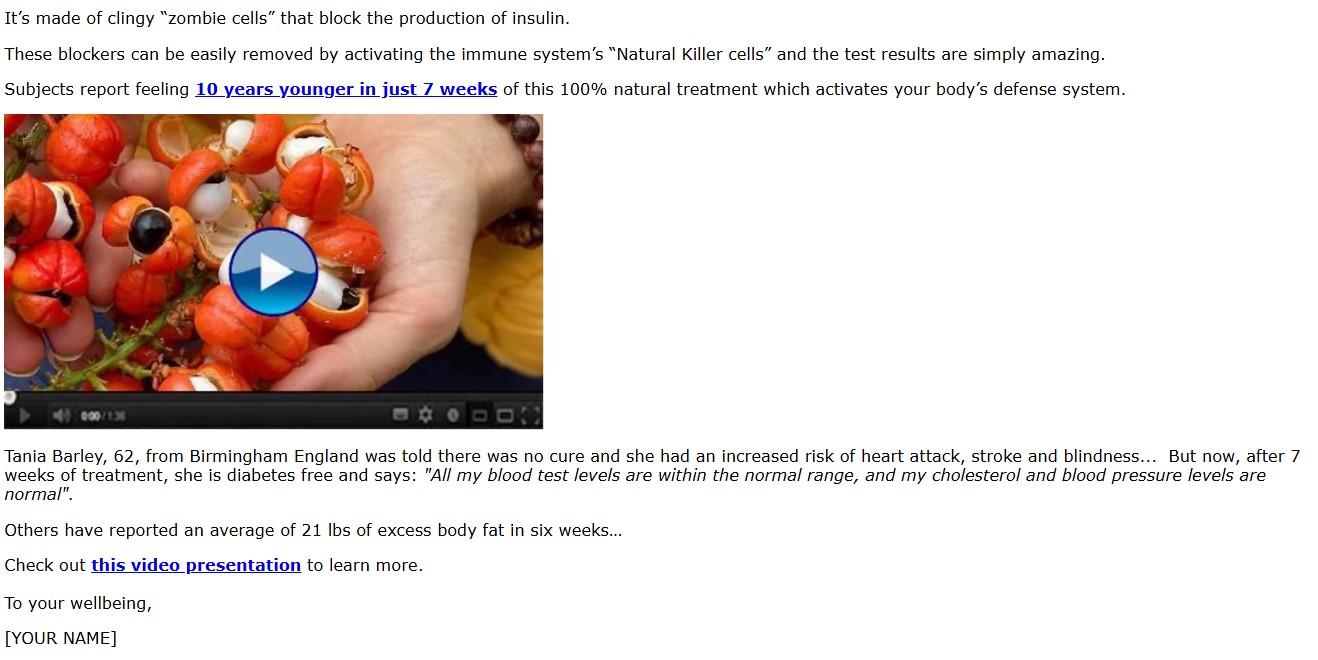 It’s made of clingy “zombie cells” that block the production of insulin.
These blockers can be easily removed by activating the immune system’s “Natural Killer cells” and the test results are simply amazing.
Subjects report feeling 10 years younger in just 7 weeks of this 100% natural treatment which activates your body’s defense system.
0:00/1:36
Tania Barley, 62, from Birmingham England was told there was no cure and she had an increased risk of heart attack, stroke and blindness...  But now, after 7
weeks of treatment, she is diabetes free and says: "All my blood test levels are within the normal range, and my cholesterol and blood pressure levels are
normal".
Others have reported an average of 21 lbs of excess body fat in six weeks…
Check out this video presentation to learn more.
To your wellbeing,
[YOUR NAME]